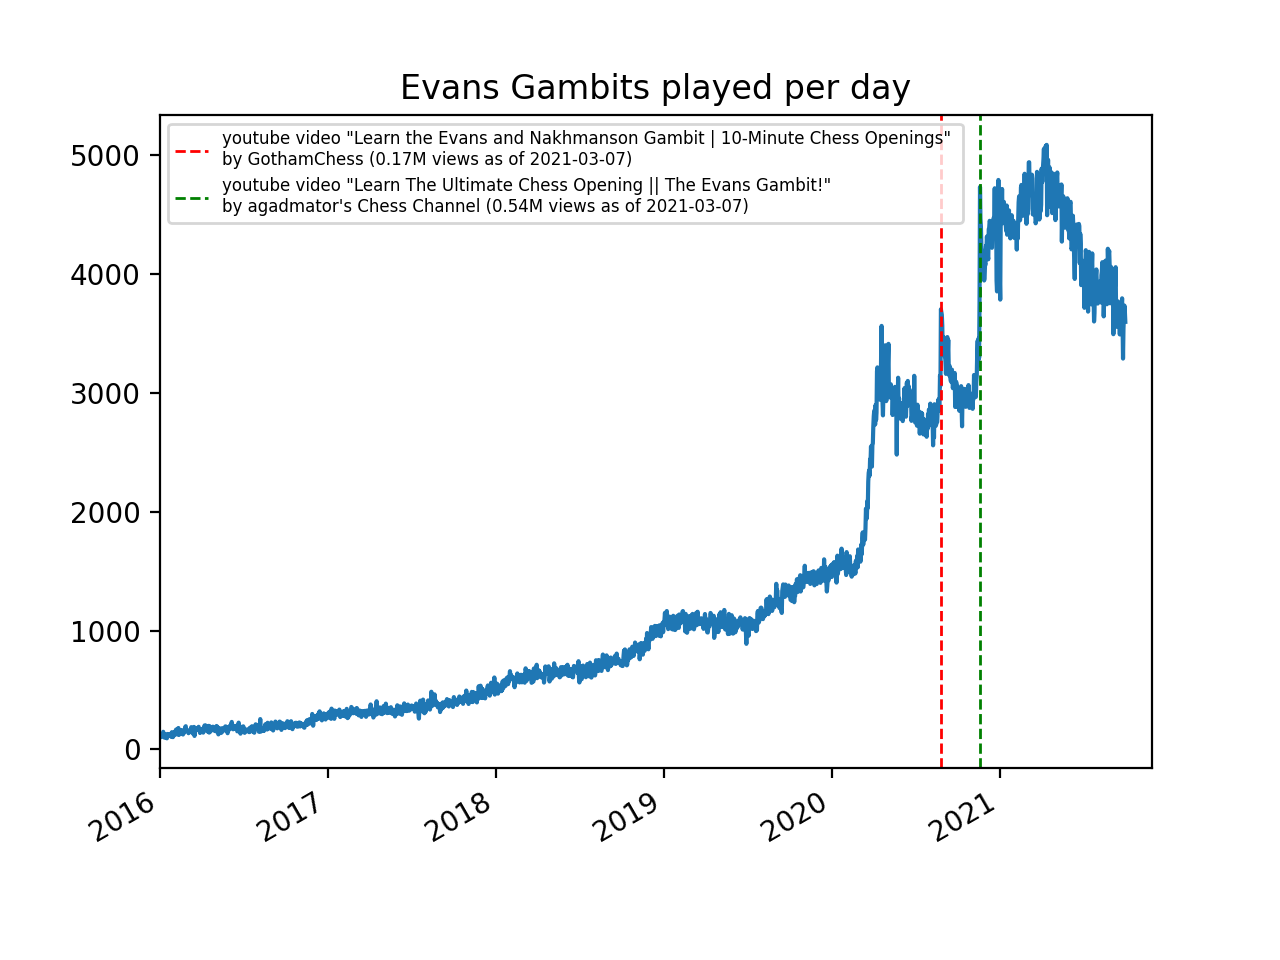 Evans Gambits played per day
youtube video "Learn the Evans and Nakhmanson Gambit | 10-Minute Chess Openings"
by GothamChess (0.17M views as of 2021-03-07)
youtube video "Learn The Ultimate Chess Opening || The Evans Gambit!"
by agadmator's Chess Channel (0.54M views as of 2021-03-07)
5000
4000
3000
2000
1000
0
2016
2017
2018
2019
2020
2021